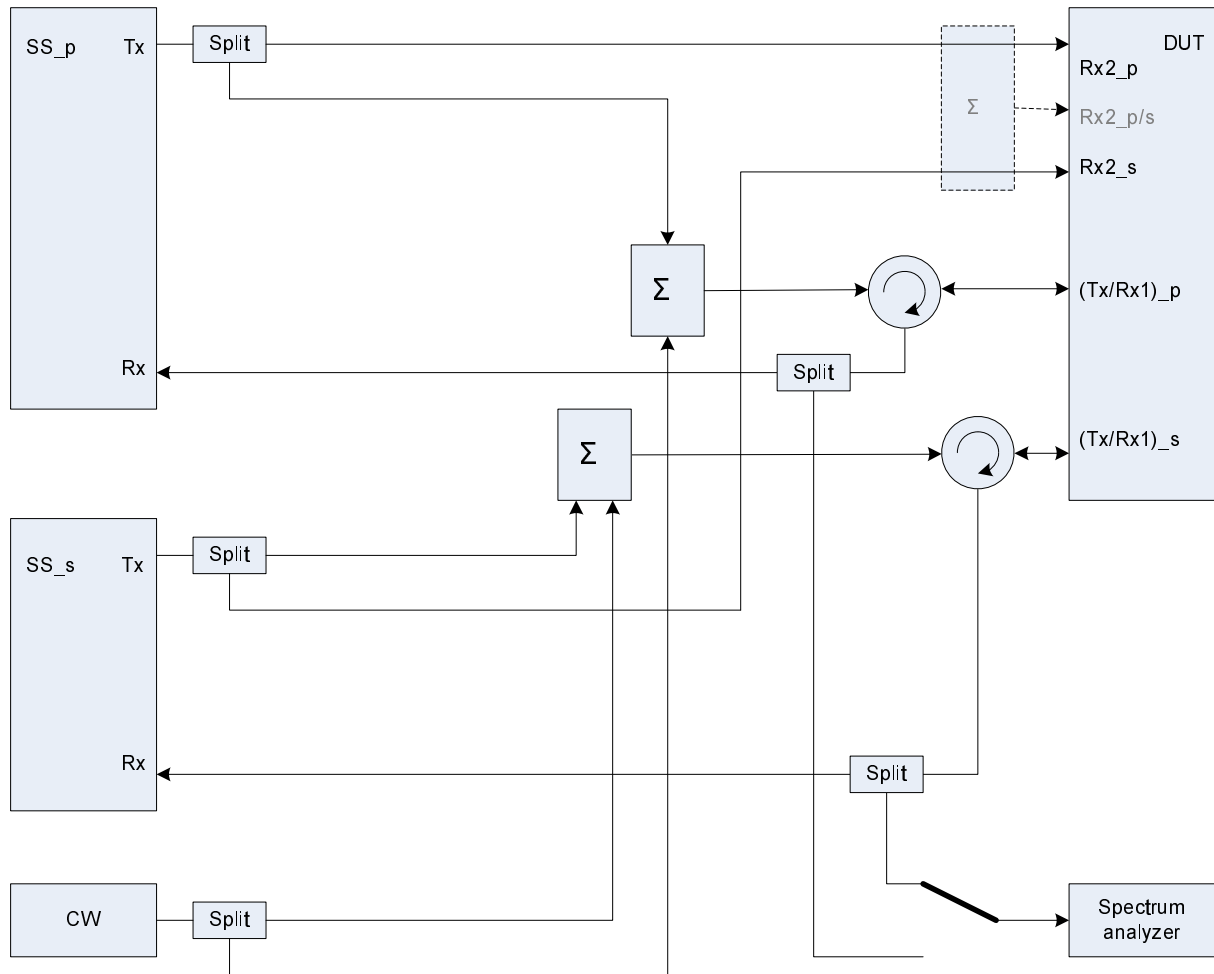 SS_p
Tx
Split
DUT
Rx2_p
Σ
Rx2_p/s
Rx2_s
Σ
(Tx/Rx1)_p
Rx
Split
Σ
(Tx/Rx1)_s
SS_s
Tx
Split
Rx
Split
CW
Split
Spectrum
analyzer